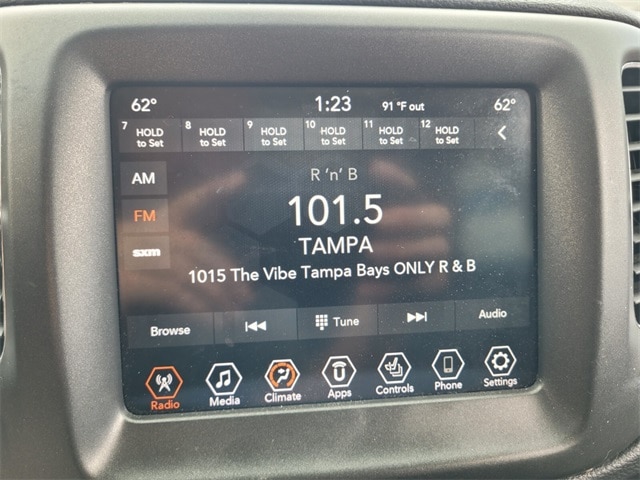 62° 1:23 91 °F out 62°
7 HOLD to Set 8 HOLD to Set 9 HOLD to Set 10 HOLD to Set 11 HOLD to Set 12 HOLD to Set
AM
FM
sxm
R 'n' B
101.5
TAMPA
1015 The Vibe Tampa Bays ONLY R & B
Browse Tune Audio
Radio Media Climate Apps Controls Phone Settings